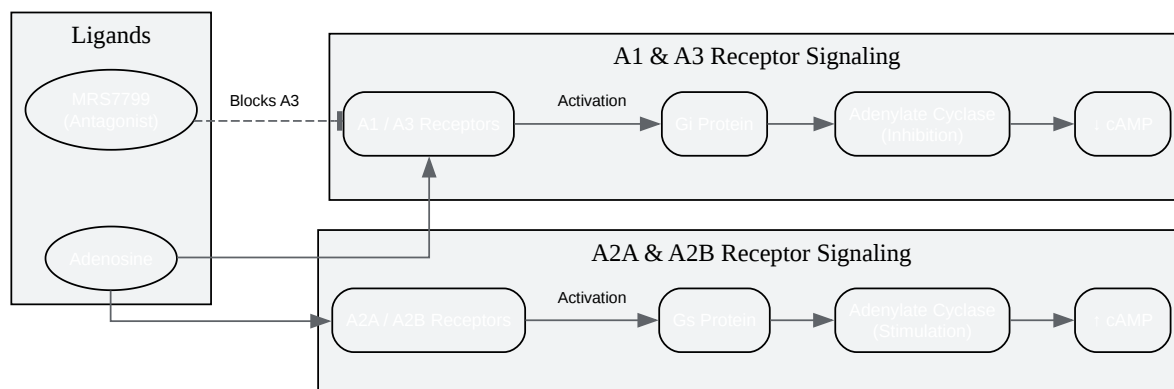 Ligands
MRS7799
(Antagonist)
Adenosine
Blocks A3
A1 & A3 Receptor Signaling
A1 / A3 Receptors
Activation
Gi Protein
Adenylate Cyclase
(Inhibition)
↓ cAMP
A2A & A2B Receptor Signaling
A2A / A2B Receptors
Activation
Gs Protein
Adenylate Cyclase
(Stimulation)
↑ cAMP